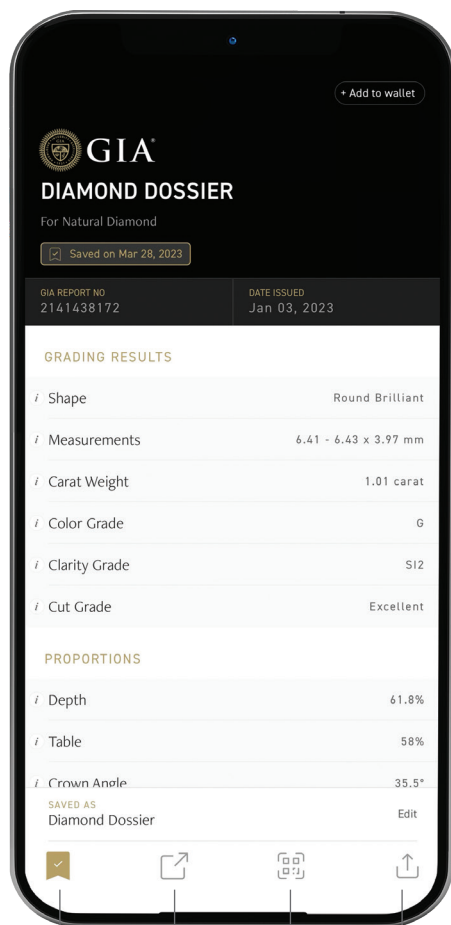 + Add to wallet
GIA®
DIAMOND DOSSIER
For Natural Diamond
Saved on Mar 28, 2023
GIA REPORT NO
2141438172
DATE ISSUED
Jan 03, 2023
GRADING RESULTS
i Shape Round Brilliant
i Measurements 6.41 - 6.43 x 3.97 mm
i Carat Weight 1.01 carat
i Color Grade G
i Clarity Grade SI2
i Cut Grade Excellent
PROPORTIONS
i Depth 61.8%
i Table 58%
i Crown Angle 35.5°
SAVED AS
Diamond Dossier
Edit